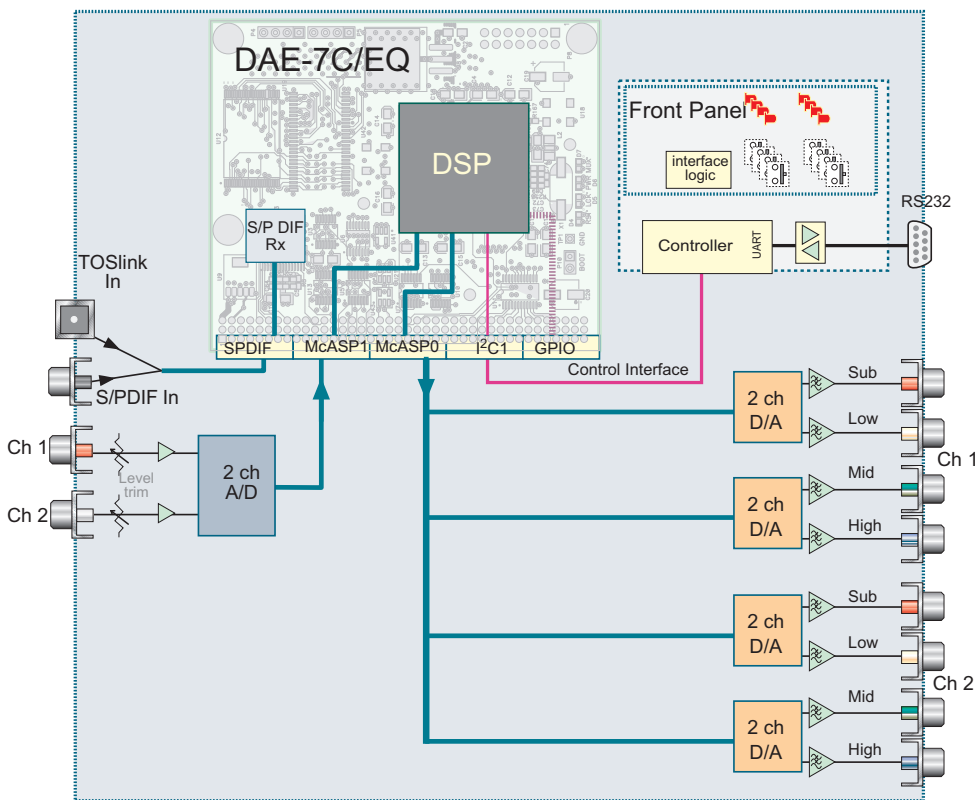 DAE-7C/EQ
DSP
S/P DIF
Rx
Front Panel
interface
logic
RS232
Controller
UART
TOSlink
In
SPDIF
McASP1
McASP0
I²C1
GPIO
Control Interface
S/PDIF In
Ch 1
Level
trim
2 ch
A/D
Ch 2
2 ch
D/A
Sub
Low
Ch 1
2 ch
D/A
Mid
High
2 ch
D/A
Sub
Low
Ch 2
2 ch
D/A
Mid
High